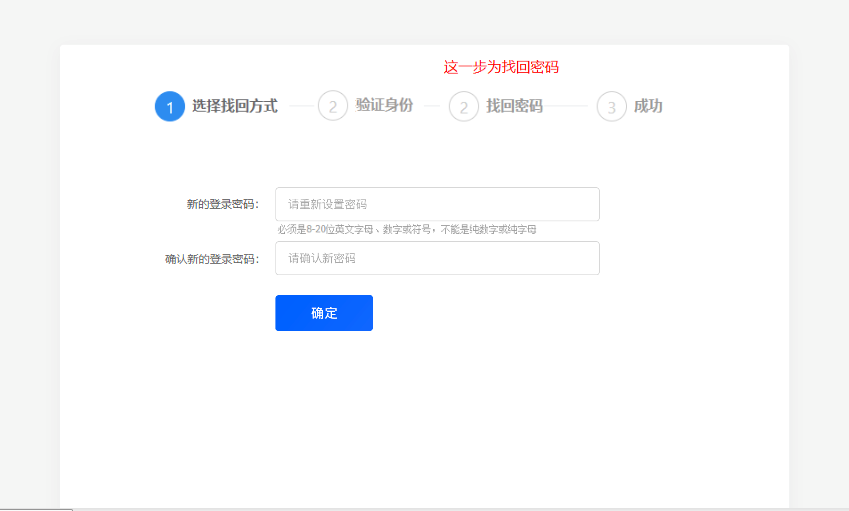 这一步为找回密码
1 选择找回方式 2 验证身份 2 找回密码 3 成功
新的登录密码： 请重新设置密码
必须是8-20位英文字母、数字或符号，不能是纯数字或纯字母
确认新的登录密码： 请确认新密码
确定